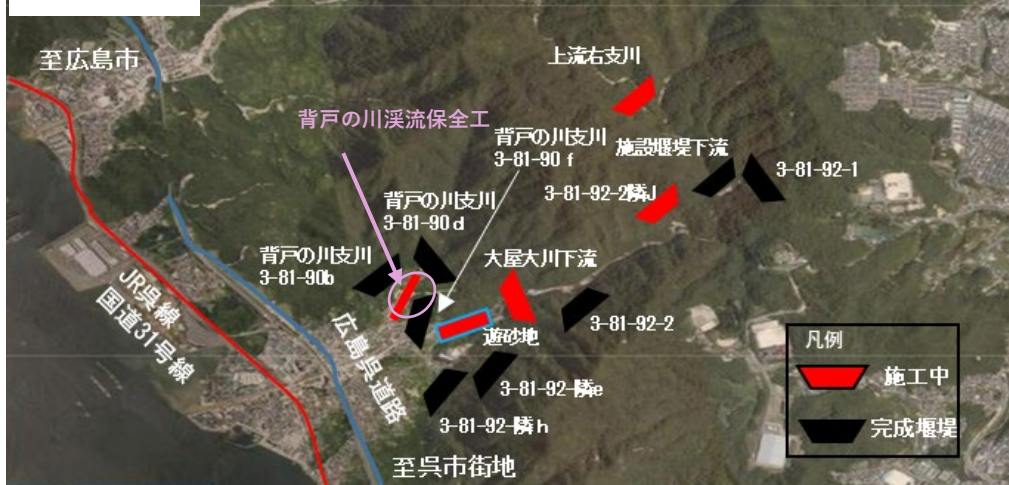 至広島市
上流右支川
背戸の川渓流保全工
背戸の川支川
3-81-90 f
施設堰堤下流
3-81-92-1
3-81-92-2隣J
背戸の川支川
3-81-90 d
背戸の川支川
3-81-90b
大屋大川下流
JR呉線
国道31号線
広島呉道路
遊砂地
3-81-92-2
3-81-92-隣e
3-81-92-隣h
至呉市街地
凡例
施工中
完成堰堤